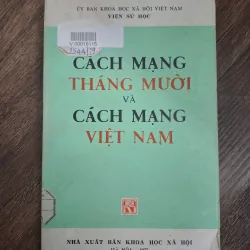 ỦY BAN KHOA HỌC XÃ HỘI VIỆT NAM
VIỆN SỬ HỌC
CÁCH MẠNG
THÁNG MƯỜI
VÀ
CÁCH MẠNG
VIỆT NAM
NHÀ XUẤT BẢN KHOA HỌC XÃ HỘI